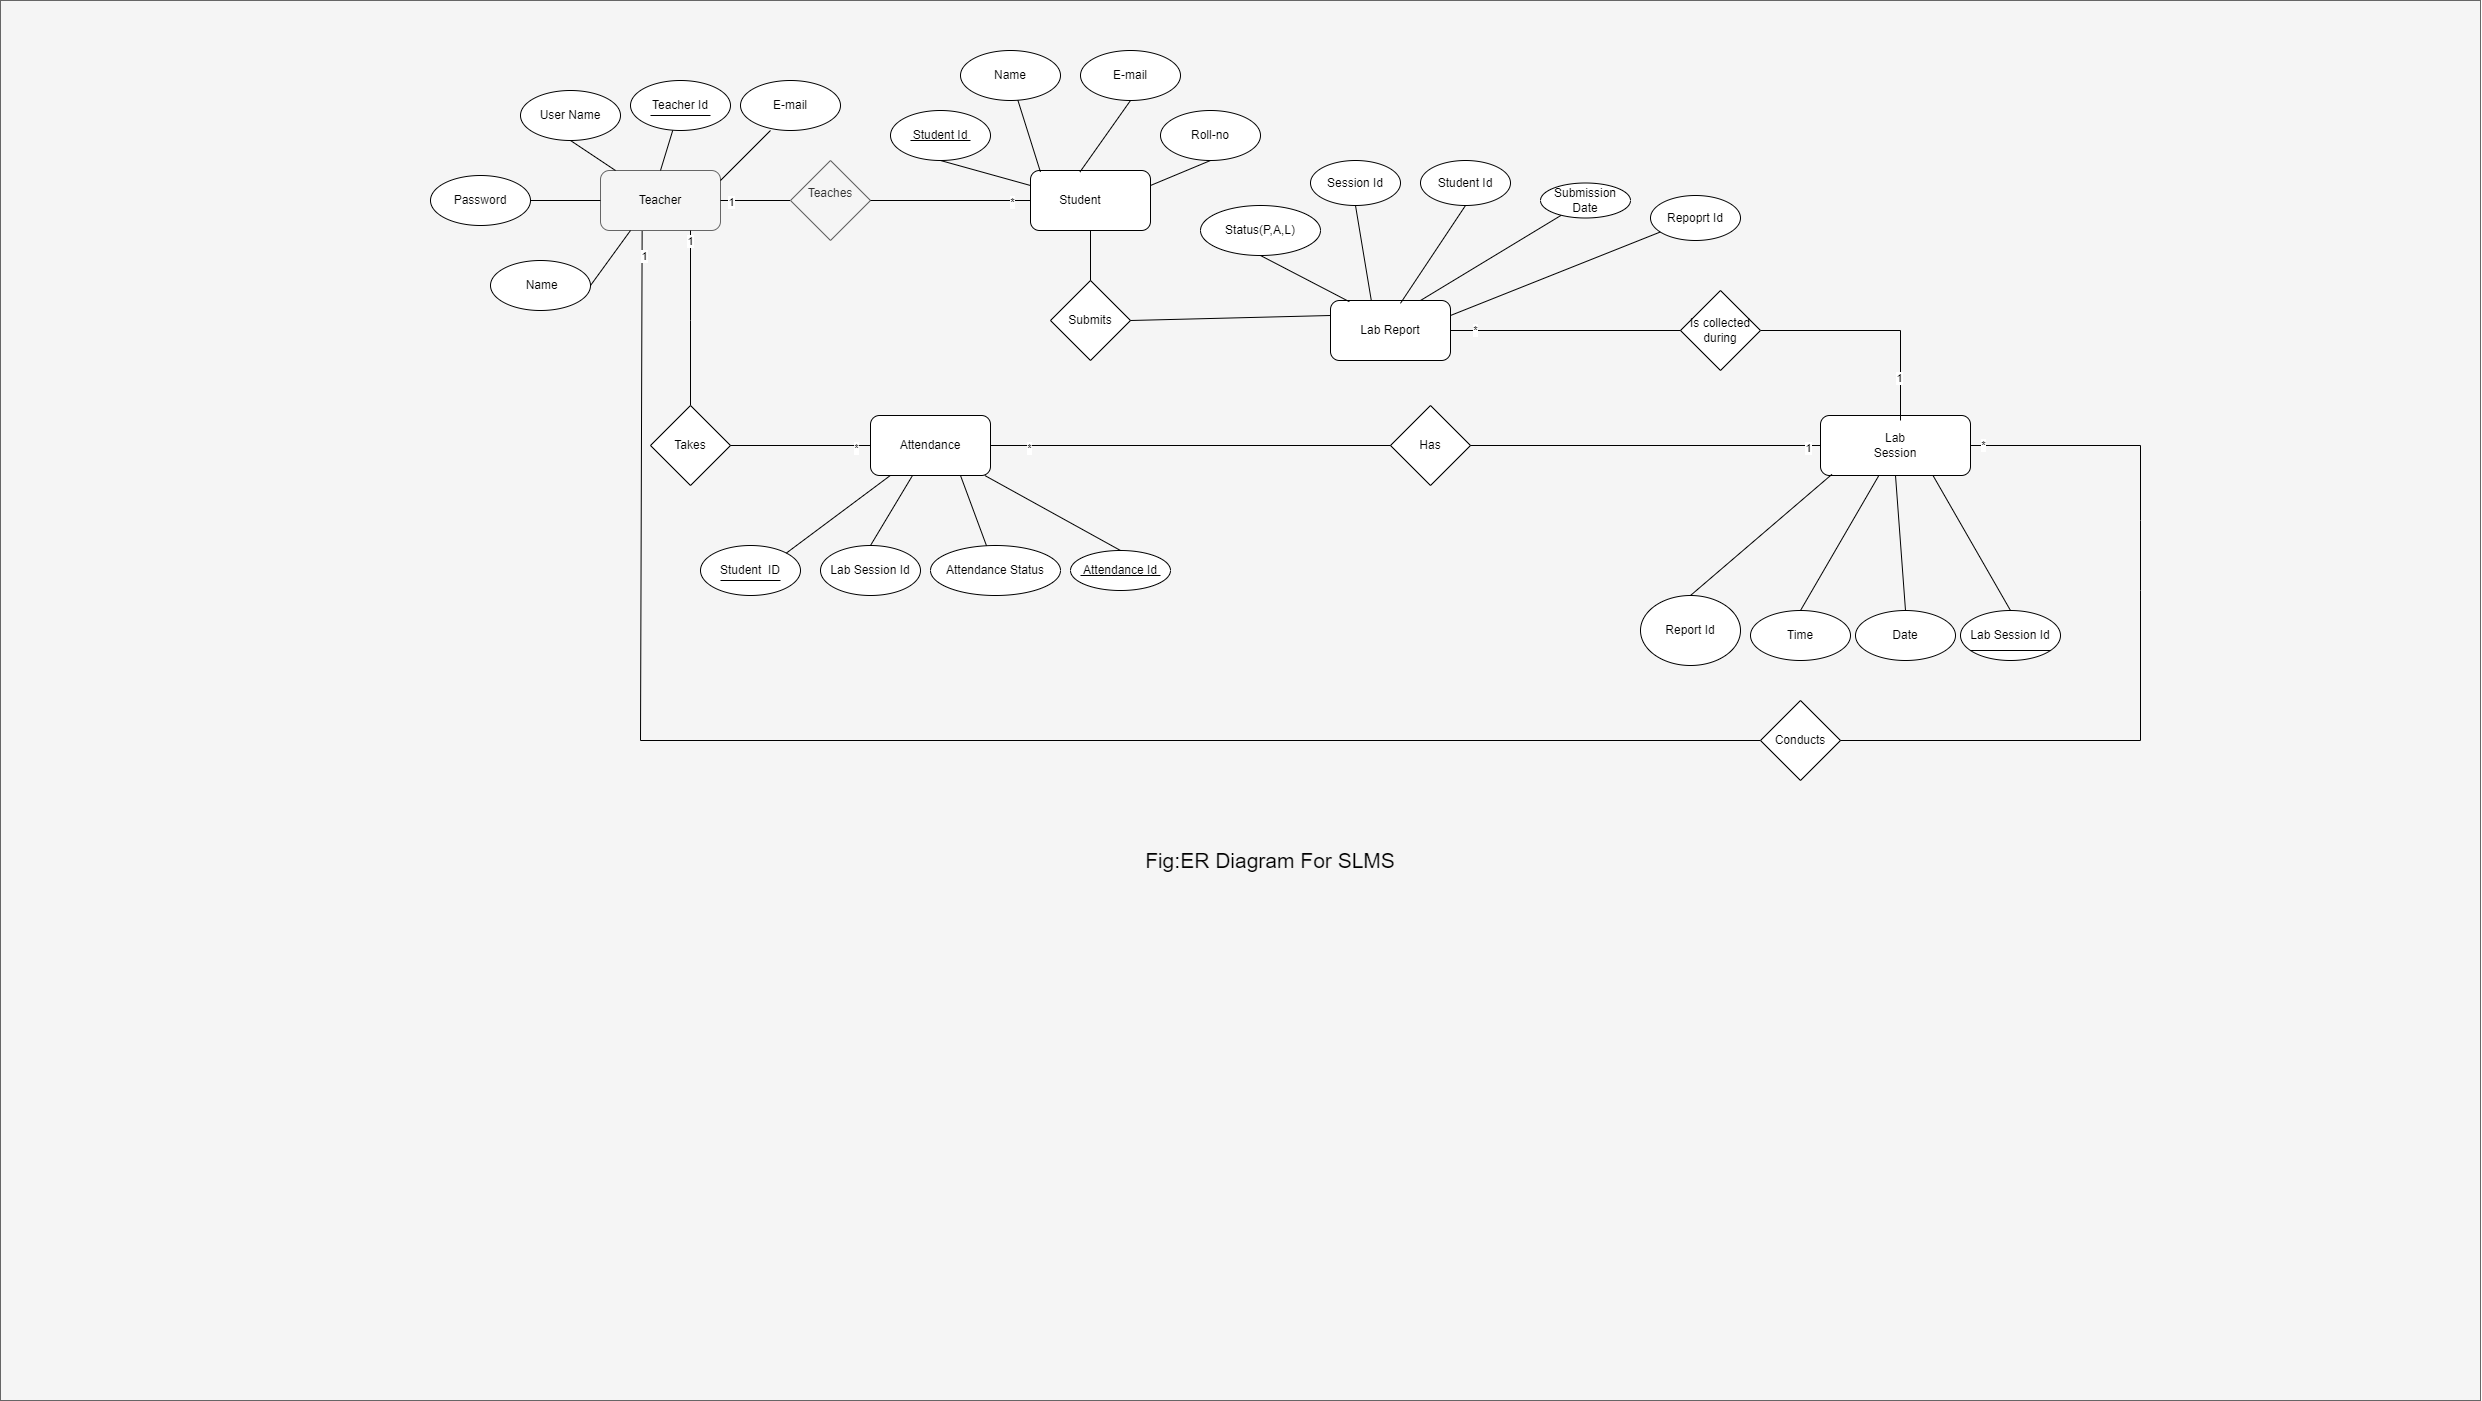 Name
E-mail
User Name
Teacher Id
E-mail
Student Id
Roll-no
Password
Teacher
1
Teaches
*
Student
Session Id
Student Id
Submission
Date
Repoprt Id
Status(P,A,L)
1
1
Name
Submits
Lab Report
*
Is collected
during
1
Takes
*
Attendance
*
Has
1
Lab
Session
*
Student  ID
Lab Session Id
Attendance Status
Attendance Id
Report Id
Time
Date
Lab Session Id
Conducts
Fig:ER Diagram For SLMS